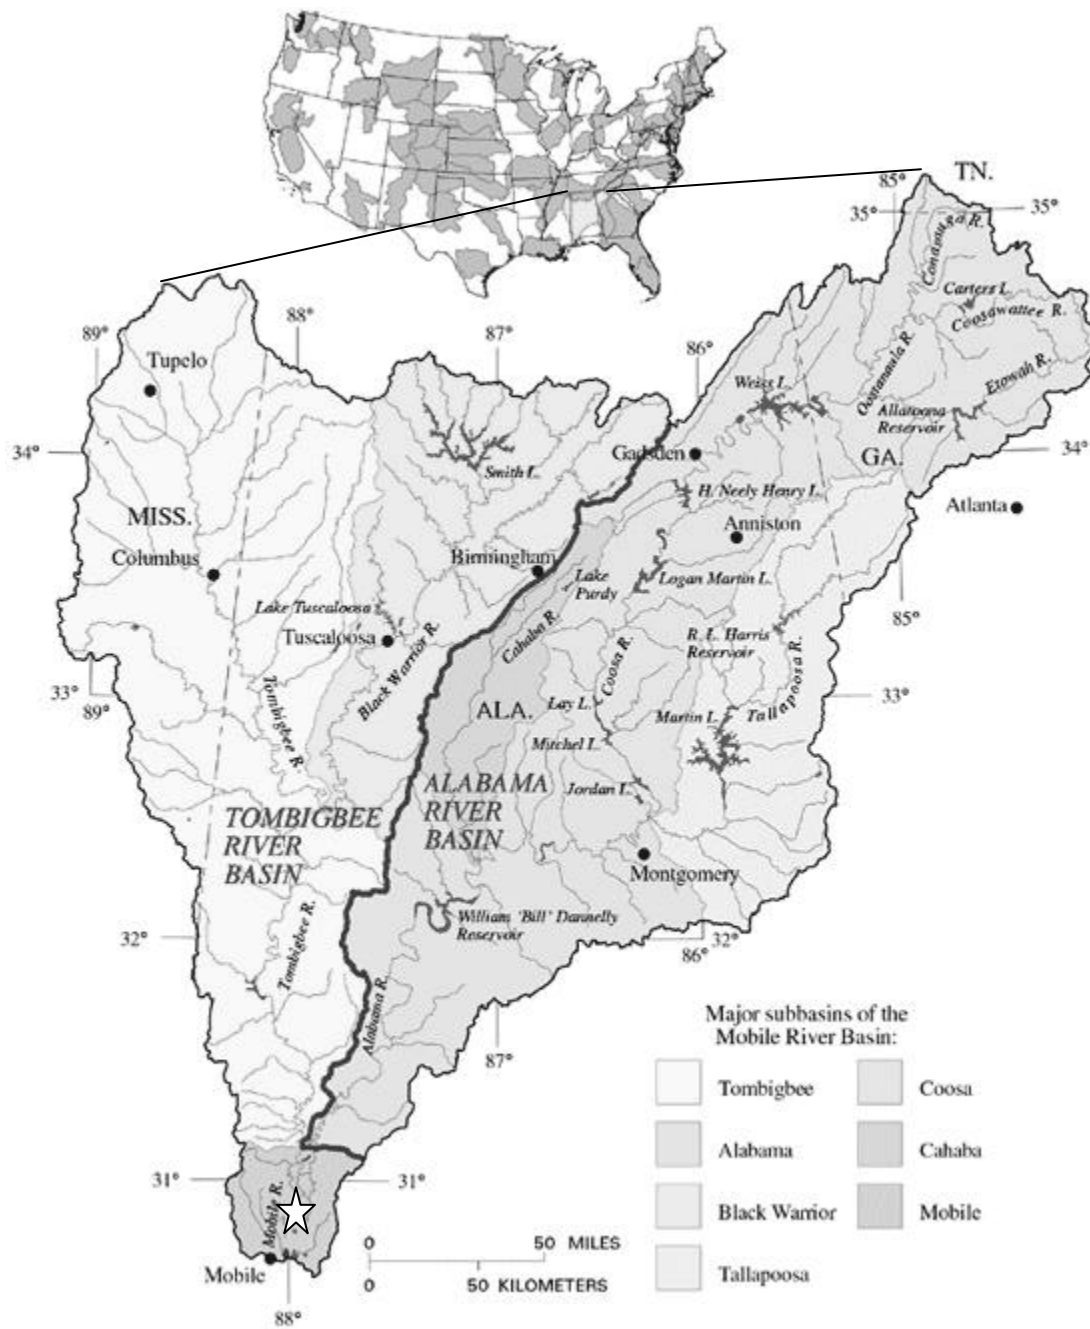 TN.
85°
35°
35°
Conasauga R.
Carters L.
Coosawattee R.
89°
88°
87°
86°
Tupelo
Weiss L.
Oostanaula R.
Etowah R.
Allatoona
Reservoir
34°
Gadsden
GA.
34°
Smith L.
H. Neely Henry L.
Atlanta
MISS.
Anniston
Columbus
Birmingham
Lake
Purdy
Logan Martin L.
85°
Lake Tuscaloosa
Tuscaloosa
Cahaba R.
R. L. Harris
Reservoir
Black Warrior R.
Coosa R.
Tallapoosa R.
33°
89°
Tombigbee R.
Lay L.
ALA.
Martin L.
33°
Mitchel L.
Jordan L.
ALABAMA
RIVER
BASIN
TOMBIGBEE
RIVER
BASIN
Montgomery
Tombigbee R.
William 'Bill' Dannelly
Reservoir
32°
32°
86°
Alabama R.
87°
Major subbasins of the
Mobile River Basin:
Tombigbee
Coosa
Alabama
Cahaba
Black Warrior
Mobile
Tallapoosa
31°
31°
Mobile R.
Mobile
88°
0
50 MILES
0
50 KILOMETERS